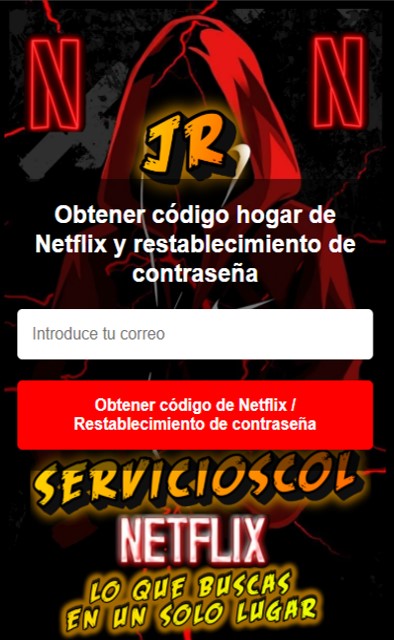 N N
JR
Obtener código hogar de
Netflix y restablecimiento de
contraseña
Introduce tu correo
Obtener código de Netflix /
Restablecimiento de contraseña
SERVICIOSCOL
NETFLIX
LO QUE BUSCAS
EN UN SOLO LUGAR